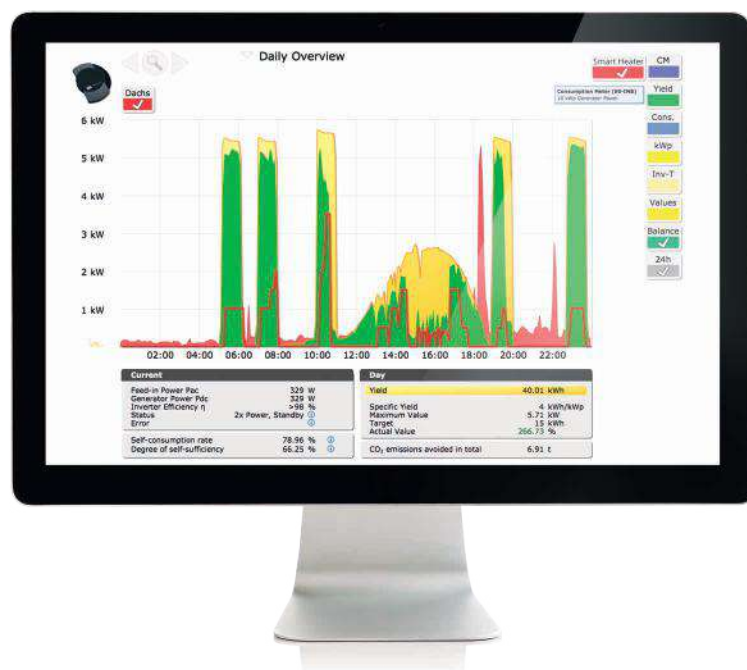 Daily Overview
Smart Heater
CM
Dachs
Consumption Meter [S0-IN0]
Yield
6 kW
Cons.
5 kW
kWp
Inv-T
4 kW
Values
3 kW
Balance
2 kW
24h
1 kW
02:00 04:00 06:00 08:00 10:00 12:00 14:00 16:00 18:00 20:00 22:00
Current
Feed-in Power Pac 329 W
Generator Power Pdc 329 W
Inverter Efficiency η >98 %
Status 2x Power, Standby
Error
Self-consumption rate 78.96 %
Degree of self-sufficiency 66.25 %
Day
Yield 40.01 kWh
Specific Yield 4 kWh/kWp
Maximum Value 5.71 kW
Target 15 kWh
Actual Value 266.73 %
CO₂ emissions avoided in total 6.91 t